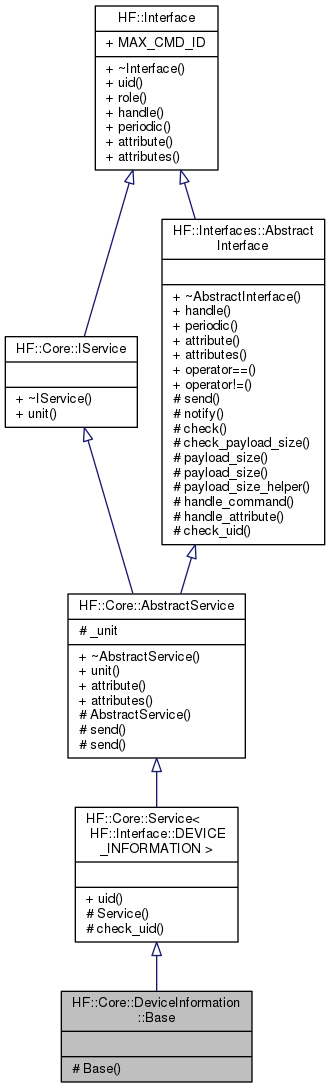 HF::Interface
+ MAX_CMD_ID
+ ~Interface()
+ uid()
+ role()
+ handle()
+ periodic()
+ attribute()
+ attributes()
HF::Interfaces::Abstract
Interface
+ ~AbstractInterface()
+ handle()
+ periodic()
+ attribute()
+ attributes()
+ operator==()
+ operator!=()
# send()
# notify()
# check()
# check_payload_size()
# payload_size()
# payload_size()
# payload_size_helper()
# handle_command()
# handle_attribute()
# check_uid()
HF::Core::IService
+ ~IService()
+ unit()
HF::Core::AbstractService
# _unit
+ ~AbstractService()
+ unit()
+ attribute()
+ attributes()
# AbstractService()
# send()
# send()
HF::Core::Service<
HF::Interface::DEVICE
_INFORMATION >
+ uid()
# Service()
# check_uid()
HF::Core::DeviceInformation
::Base
# Base()